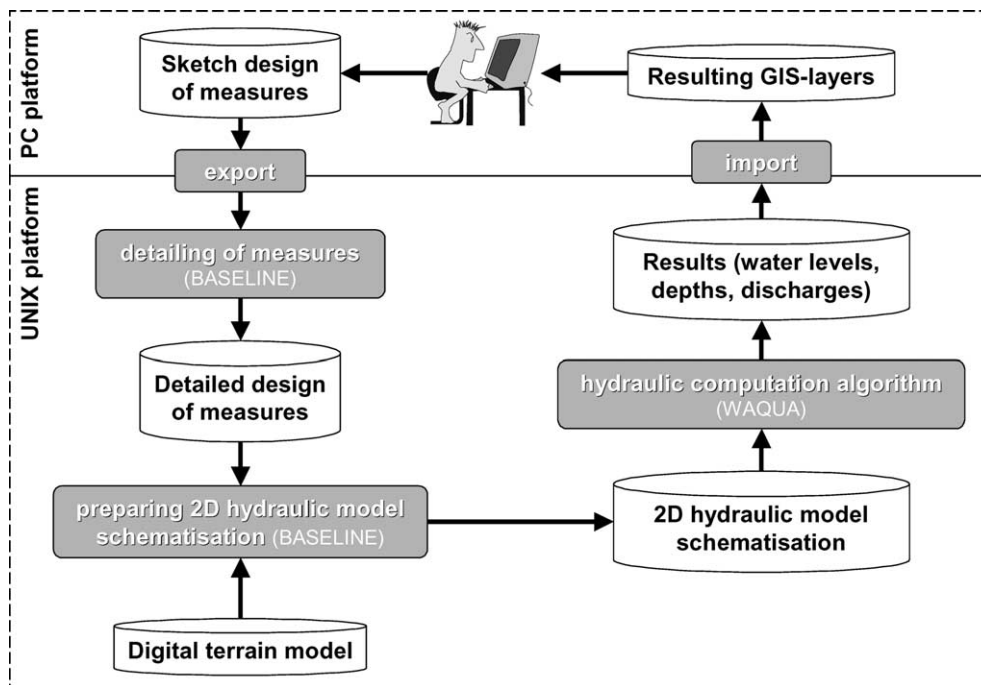 PC platform
Sketch design
of measures
Resulting GIS-layers
export
import
UNIX platform
detailing of measures
(BASELINE)
Results (water levels,
depths, discharges)
Detailed design
of measures
hydraulic computation algorithm
(WAQUA)
preparing 2D hydraulic model
schematisation (BASELINE)
2D hydraulic model
schematisation
Digital terrain model